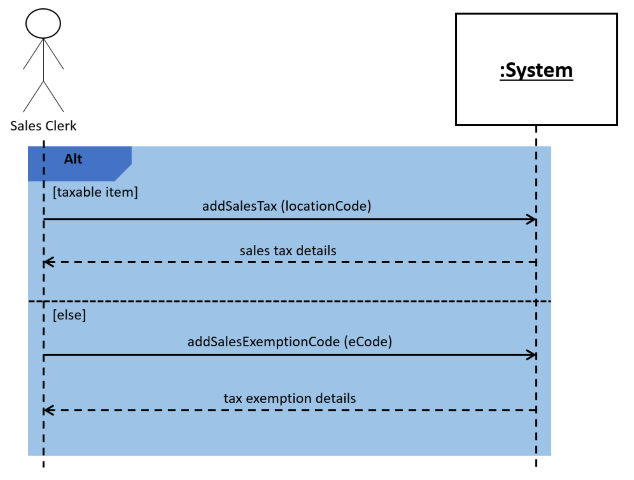 :System
Sales Clerk
Alt
[taxable item]
addSalesTax (locationCode)
sales tax details
[else]
addSalesExemptionCode (eCode)
tax exemption details